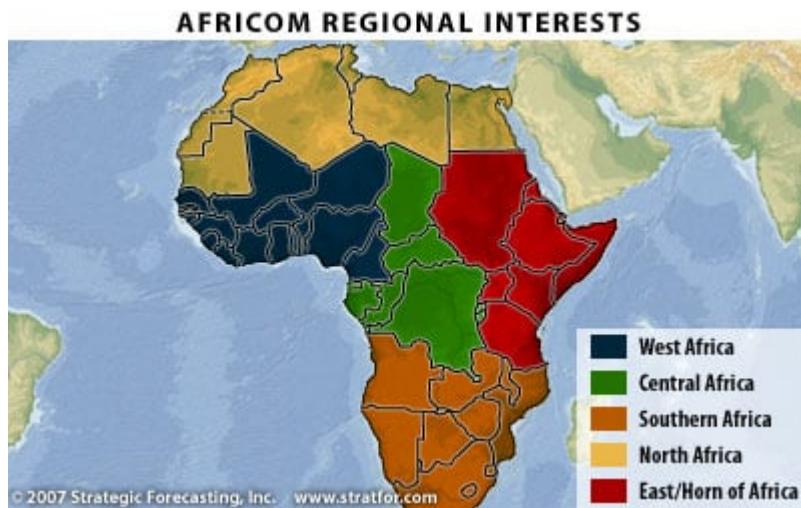 AFRICOM REGIONAL INTERESTS
West Africa
Central Africa
Southern Africa
North Africa
East/Horn of Africa
© 2007 Strategic Forecasting, Inc. www.stratfor.com